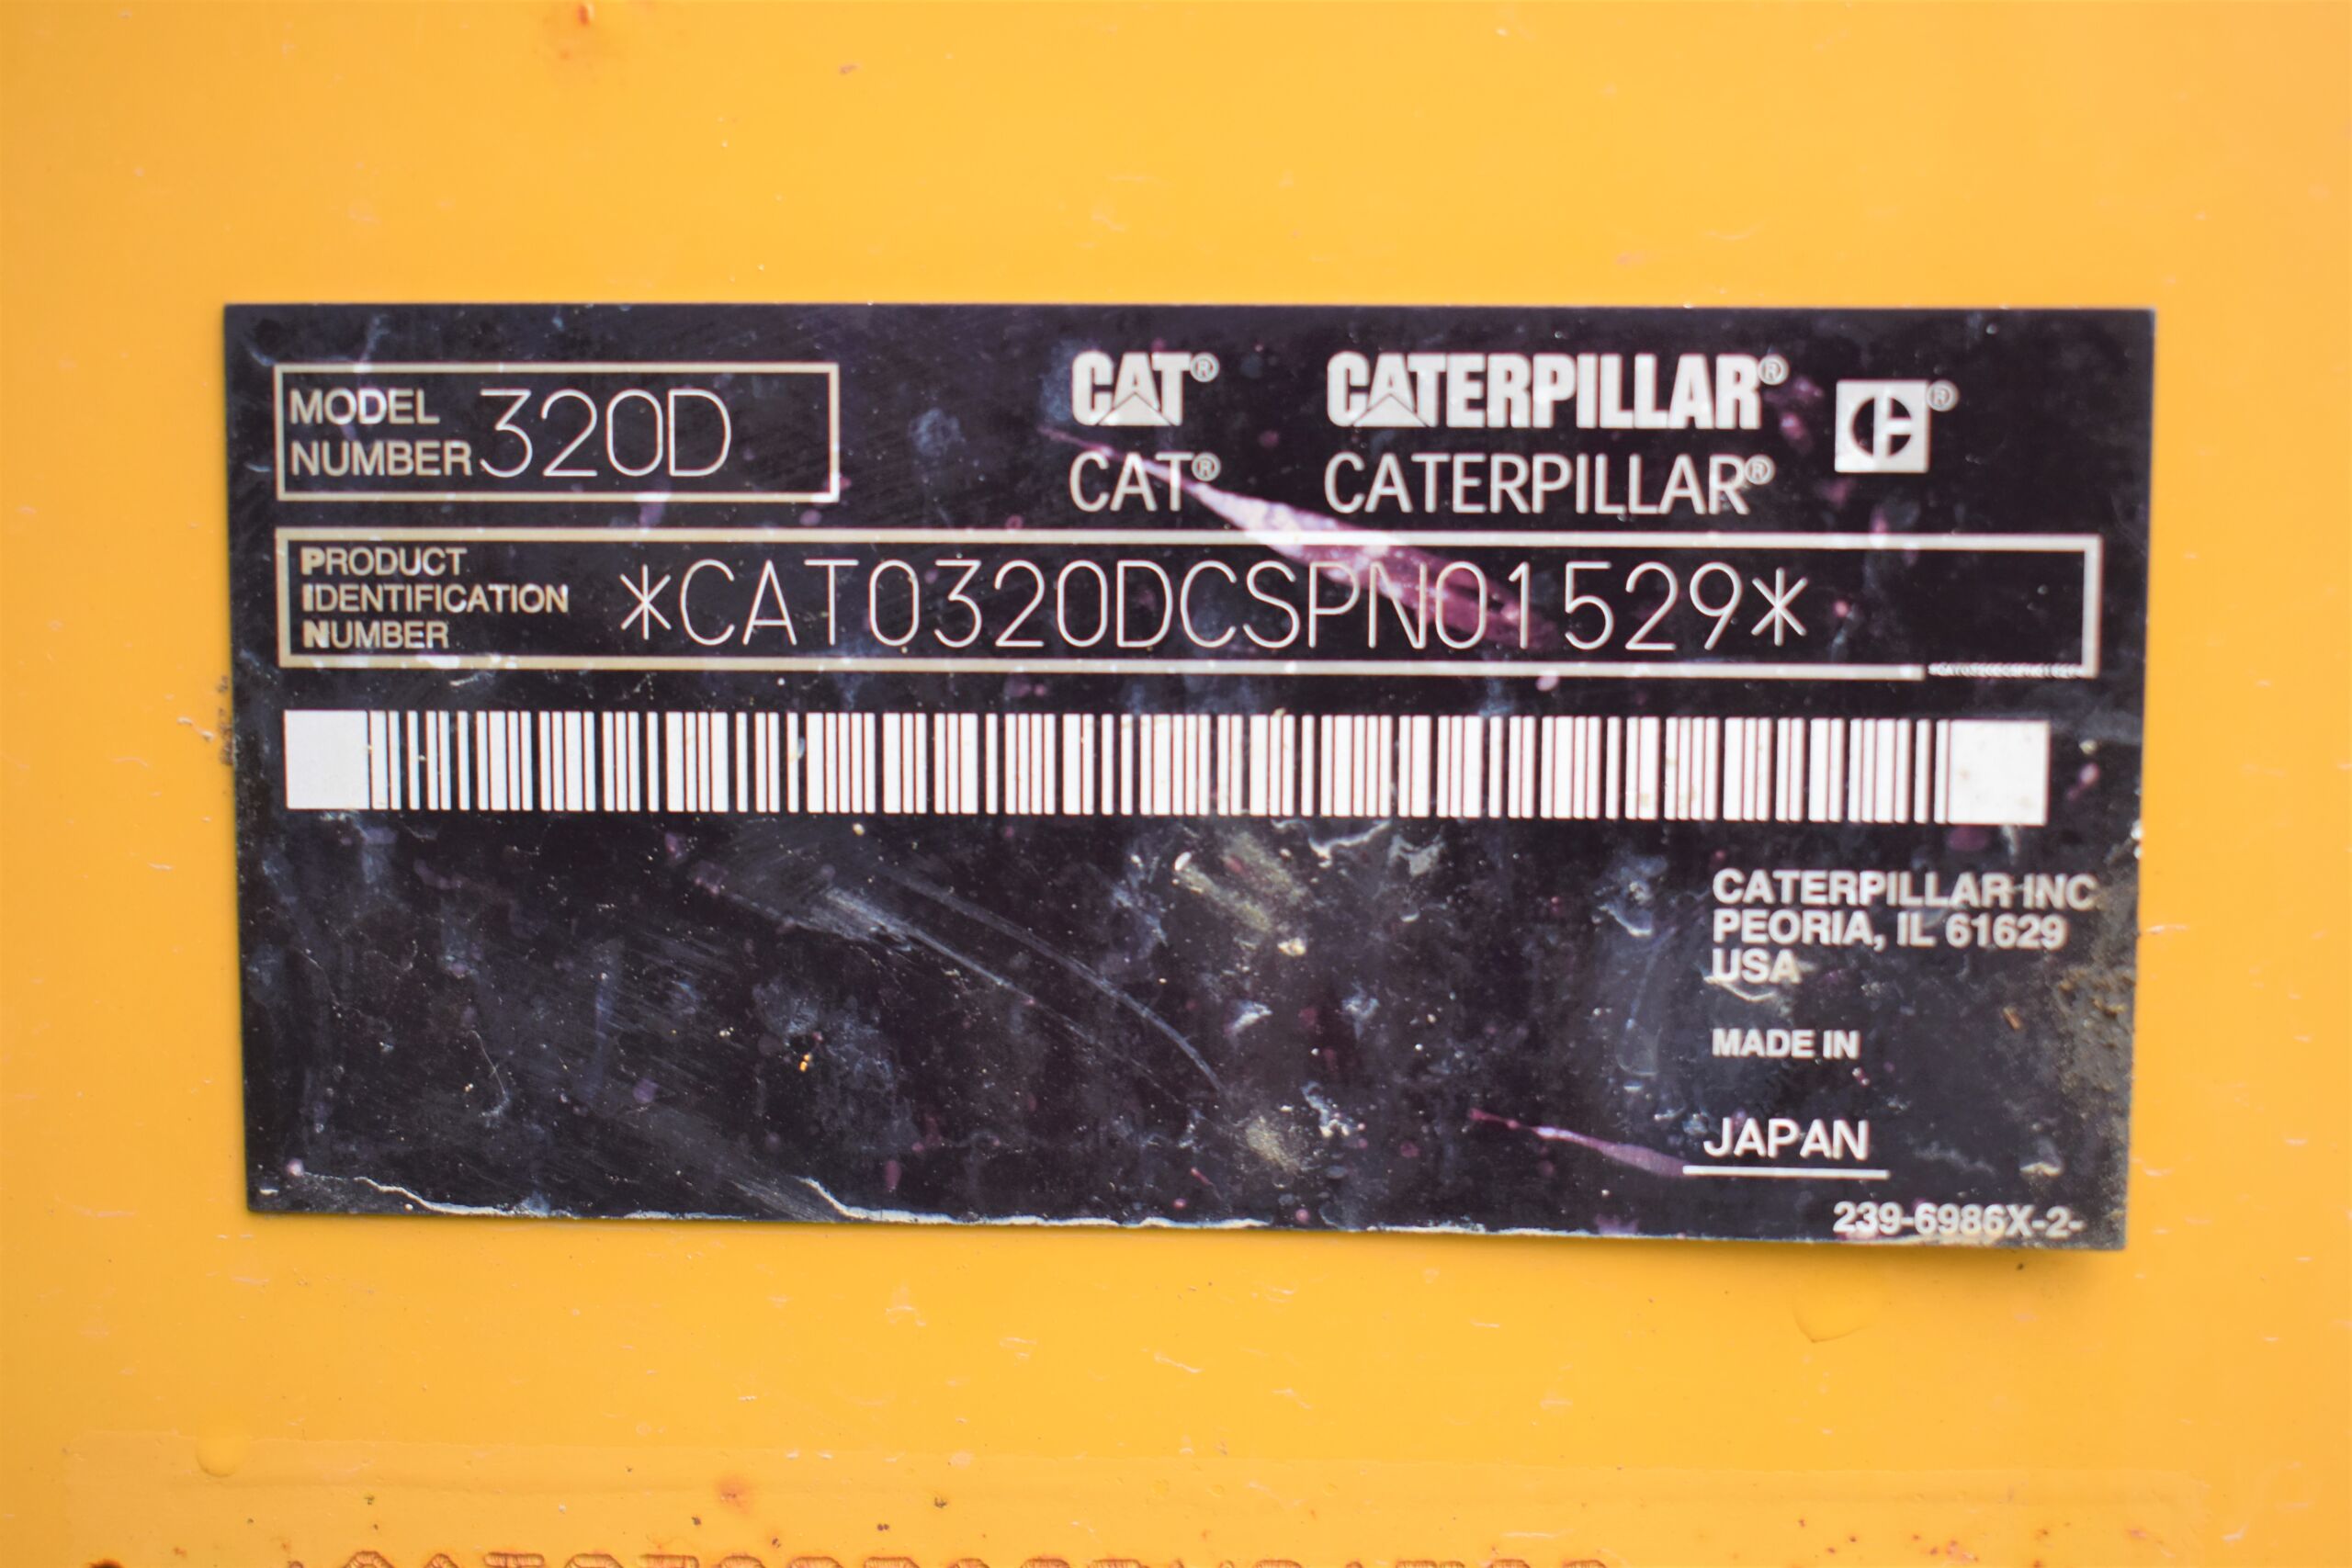 MODEL NUMBER 320D
CAT® CATERPILLAR®
CAT® CATERPILLAR®
PRODUCT IDENTIFICATION NUMBER *CAT0320DCSPN01529*
CATERPILLAR INC
PEORIA, IL 61629
USA
MADE IN
JAPAN
239-6986X-2-